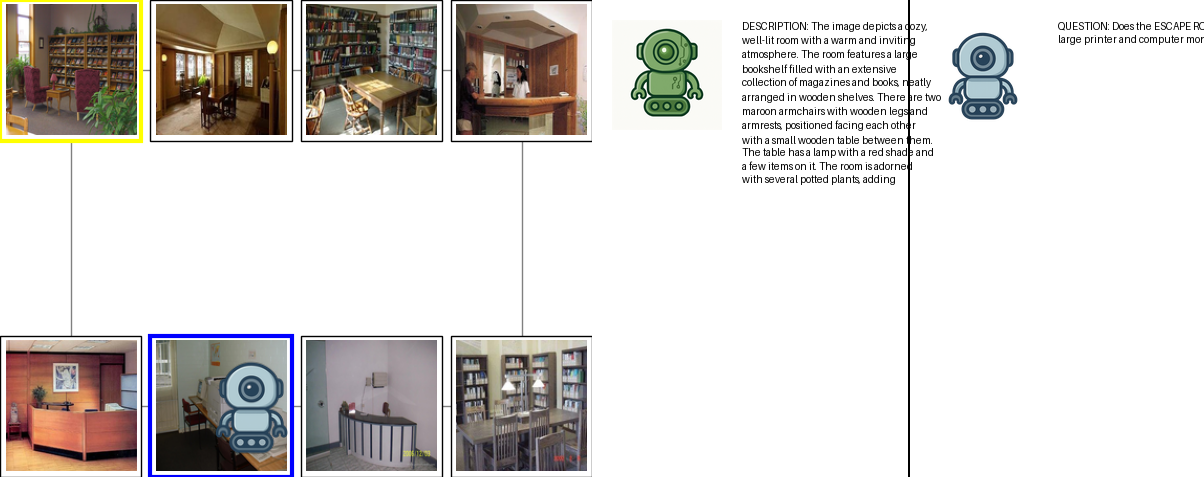 DESCRIPTION: The image depicts a cozy,
well-lit room with a warm and inviting
atmosphere. The room features a large
bookshelf filled with an extensive
collection of magazines and books, neatly
arranged in wooden shelves. There are two
maroon armchairs with wooden legs and
armrests, positioned facing each other
with a small wooden table between them.
The table has a lamp with a red shade and
a few items on it. The room is adorned
with several potted plants, adding
QUESTION: Does the ESCAPE RO
large printer and computer mor